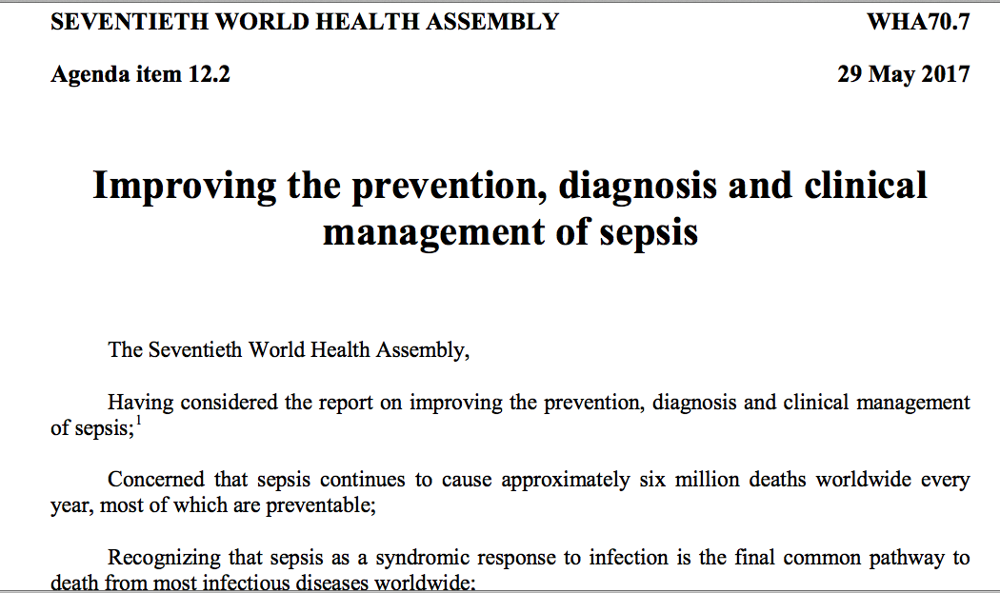 SEVENTIETH WORLD HEALTH ASSEMBLY WHA70.7
Agenda item 12.2 29 May 2017
Improving the prevention, diagnosis and clinical
management of sepsis
The Seventieth World Health Assembly,
Having considered the report on improving the prevention, diagnosis and clinical management
of sepsis;1
Concerned that sepsis continues to cause approximately six million deaths worldwide every
year, most of which are preventable;
Recognizing that sepsis as a syndromic response to infection is the final common pathway to
death from most infectious diseases worldwide;